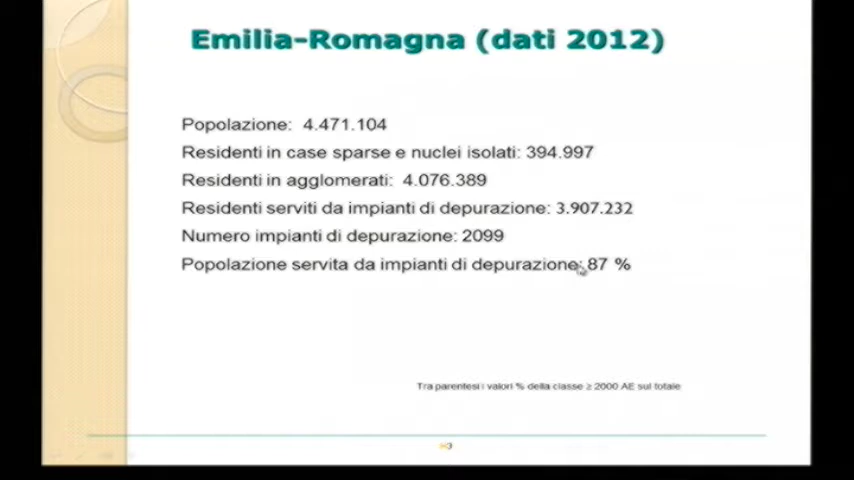 Emilia-Romagna (dati 2012)
Popolazione: 4.471.104
Residenti in case sparse e nuclei isolati: 394.997
Residenti in agglomerati: 4.076.389
Residenti serviti da impianti di depurazione: 3.907.232
Numero impianti di depurazione: 2099
Popolazione servita da impianti di depurazione: 87 %
Tra parentesi i valori % della classe ≥ 2000 AE sul totale